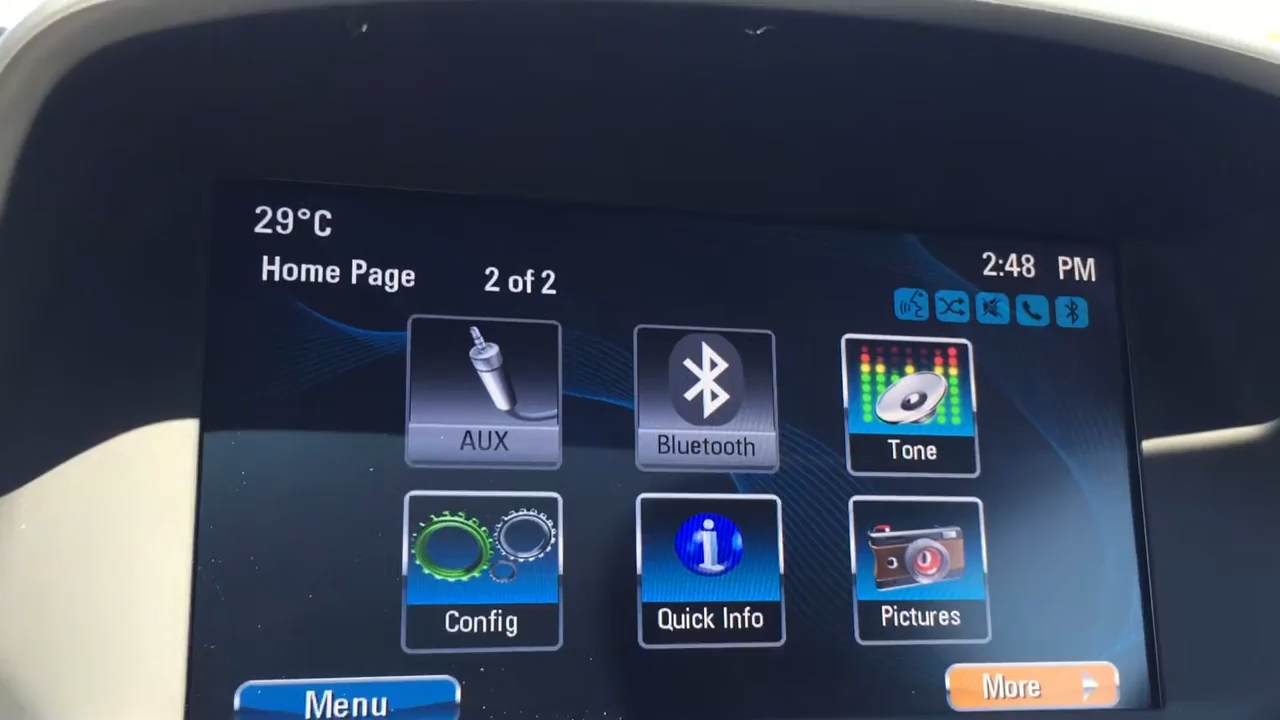 29°C
2:48 PM
Home Page 2 of 2
AUX
Bluetooth
Tone
Config
Quick Info
Pictures
Menu
More